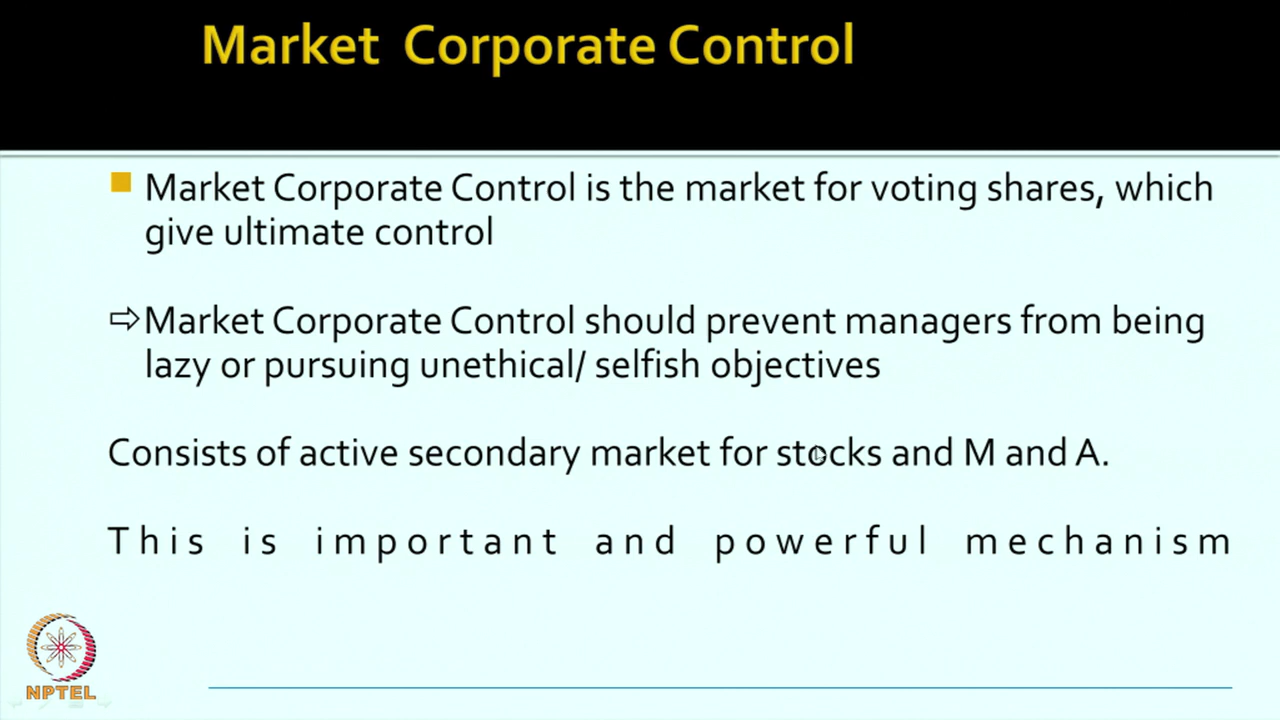 Market Corporate Control
Market Corporate Control is the market for voting shares, which
give ultimate control
⇨Market Corporate Control should prevent managers from being
lazy or pursuing unethical/ selfish objectives
Consists of active secondary market for stocks and M and A.
This is important and powerful mechanism
NPTEL